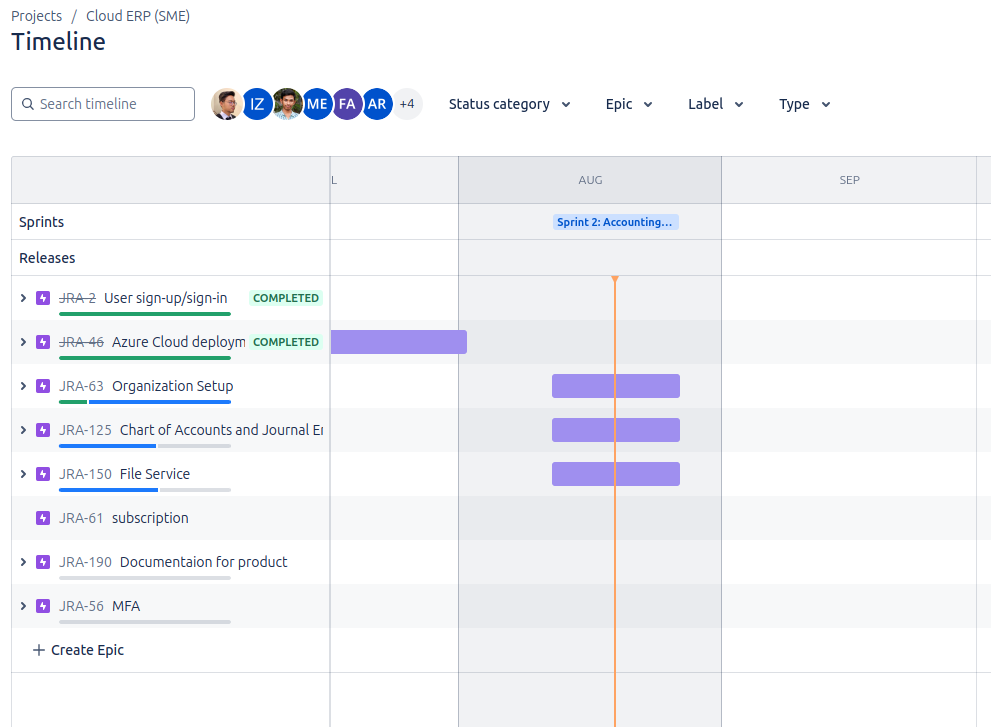 Projects / Cloud ERP (SME)
Timeline
Search timeline
IZ ME FA AR +4
Status category Epic Label Type
L AUG SEP
Sprints
Sprint 2: Accounting...
Releases
JRA-2 User sign-up/sign-in COMPLETED
JRA-46 Azure Cloud deploym COMPLETED
JRA-63 Organization Setup
JRA-125 Chart of Accounts and Journal Er
JRA-150 File Service
JRA-61 subscription
JRA-190 Documentaion for product
JRA-56 MFA
+ Create Epic